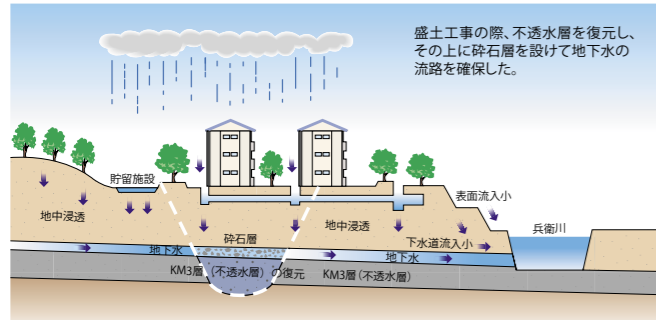 盛土工事の際、不透水層を復元し、
その上に砕石層を設けて地下水の
流路を確保した。
貯留施設
表面流入小
兵衛川
地中浸透
砕石層
地中浸透
下水道流入小
地下水
地下水
KM3層（不透水層）の復元
KM3層（不透水層）